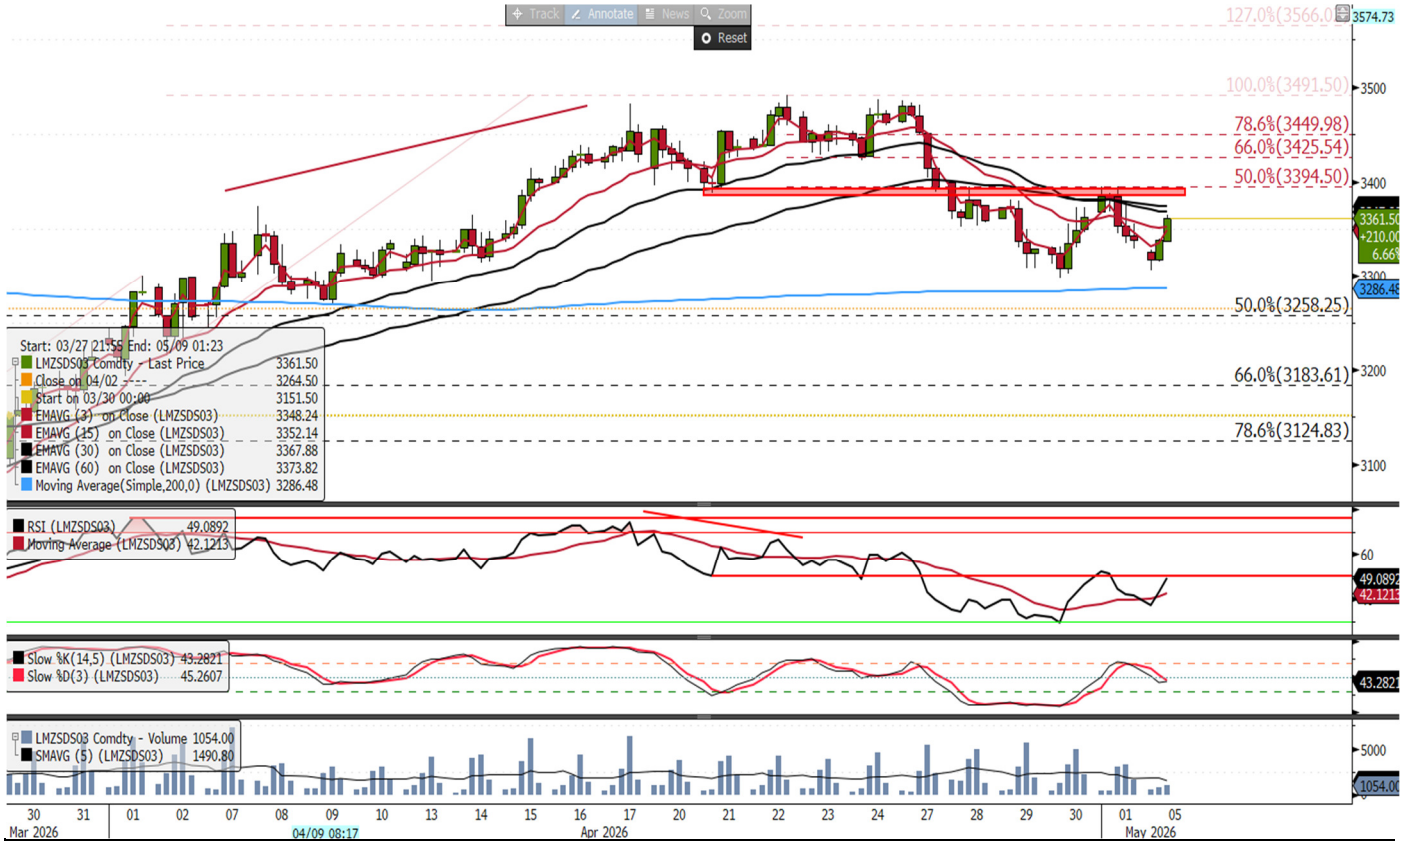 Track Annotate News Zoom
Reset
127.0%(3566.0
3574.73
100.0%(3491.50)
3500
78.6%(3449.98)
66.0%(3425.54)
50.0%(3394.50)
3400
3361.50
+210.00
6.66%
3300
3286.48
50.0%(3258.25)
3200
66.0%(3183.61)
78.6%(3124.83)
3100
Start: 03/27 21:55 End: 05/09 01:23
LMZSDS03 Comdty - Last Price 3361.50
Close on 04/02 ---- 3264.50
Start on 03/30 00:00 3151.50
EMAVG (3) on Close (LMZSDS03) 3348.24
EMAVG (15) on Close (LMZSDS03) 3352.14
EMAVG (30) on Close (LMZSDS03) 3367.88
EMAVG (60) on Close (LMZSDS03) 3373.82
Moving Average(Simple,200,0) (LMZSDS03) 3286.48
RSI (LMZSDS03) 49.0892
Moving Average (LMZSDS03) 42.1213
60
49.0892
42.1213
Slow %K(14,5) (LMZSDS03) 43.2821
Slow %D(3) (LMZSDS03) 45.2607
43.2821
LMZSDS03 Comdty - Volume 1054.00
SMAVG (5) (LMZSDS03) 1490.80
5000
1054.00
30 31 01 02 07 08 09 10 13 14 15 16 17 20 21 22 23 24 27 28 29 30 01 05
Mar 2026 04/09 08:17 Apr 2026 May 2026